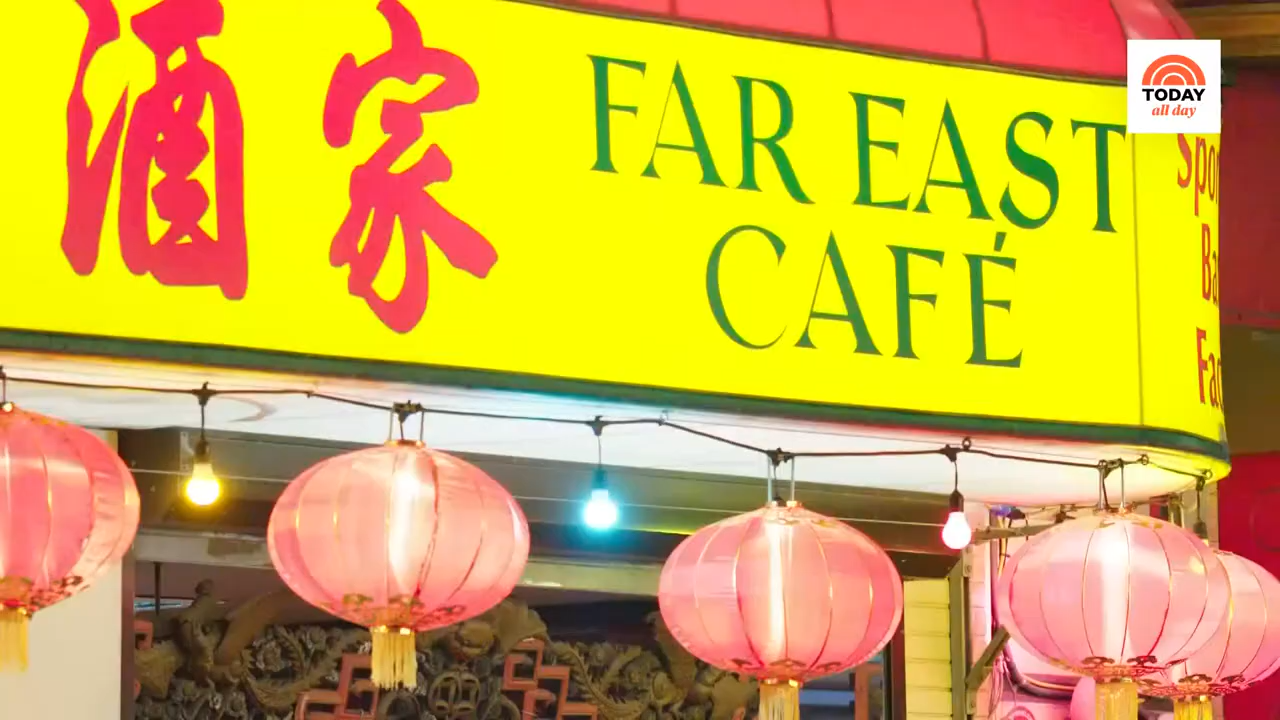 酒家
FAR EAST
CAFÉ
TODAY
all day